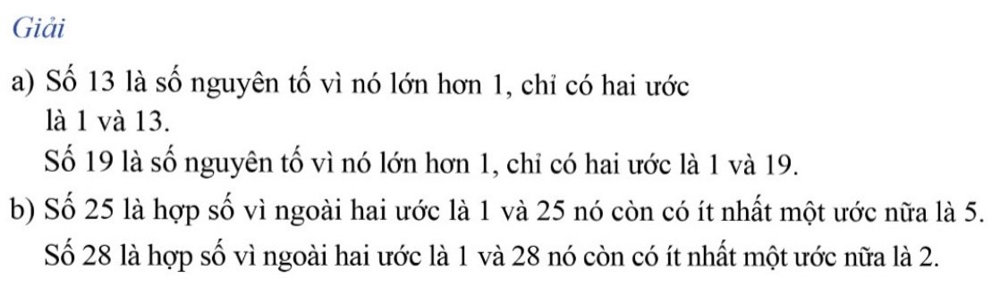 Giải
a) Số 13 là số nguyên tố vì nó lớn hơn 1, chỉ có hai ước
là 1 và 13.
Số 19 là số nguyên tố vì nó lớn hơn 1, chỉ có hai ước là 1 và 19.
b) Số 25 là hợp số vì ngoài hai ước là 1 và 25 nó còn có ít nhất một ước nữa là 5.
Số 28 là hợp số vì ngoài hai ước là 1 và 28 nó còn có ít nhất một ước nữa là 2.